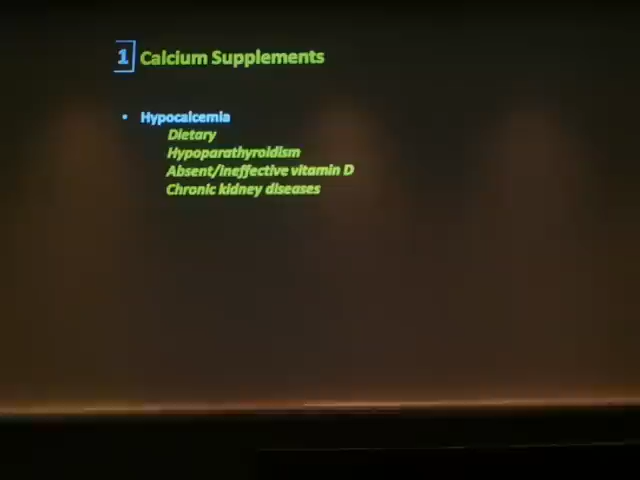 1 Calcium Supplements
• Hypocalcemia
Dietary
Hypoparathyroidism
Absent/Ineffective vitamin D
Chronic kidney diseases